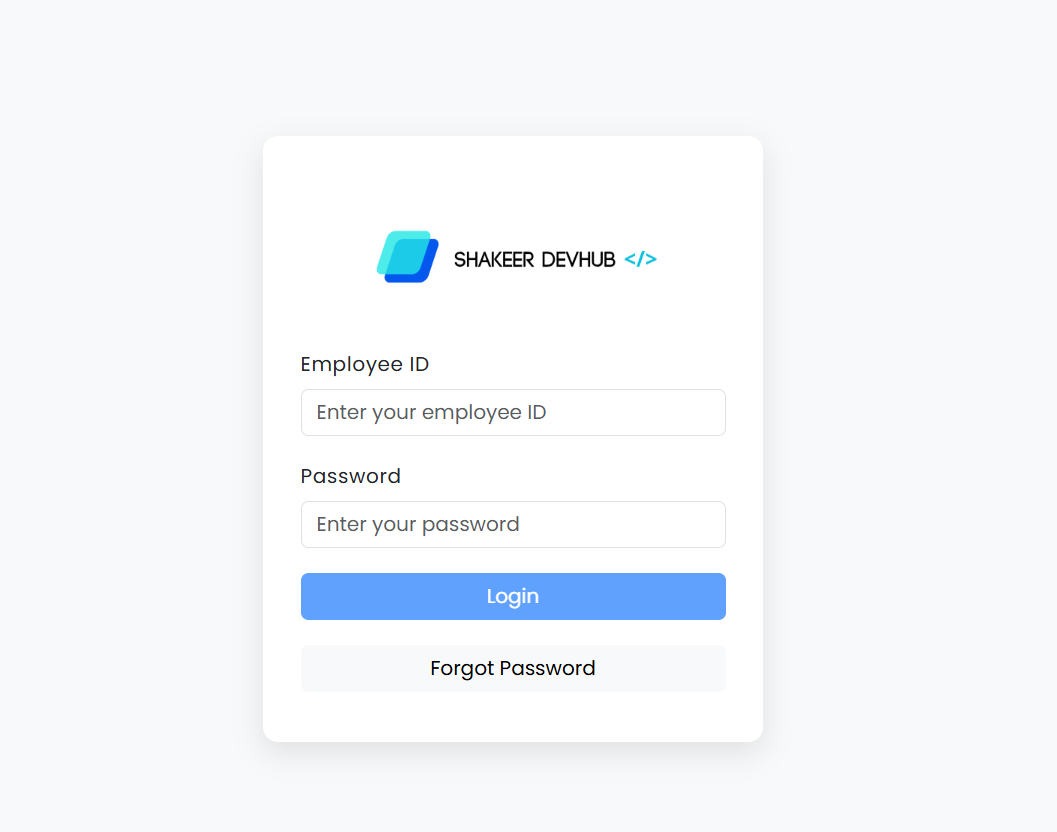 SHAKEER DEVHUB </>
Employee ID
Enter your employee ID
Password
Enter your password
Login
Forgot Password